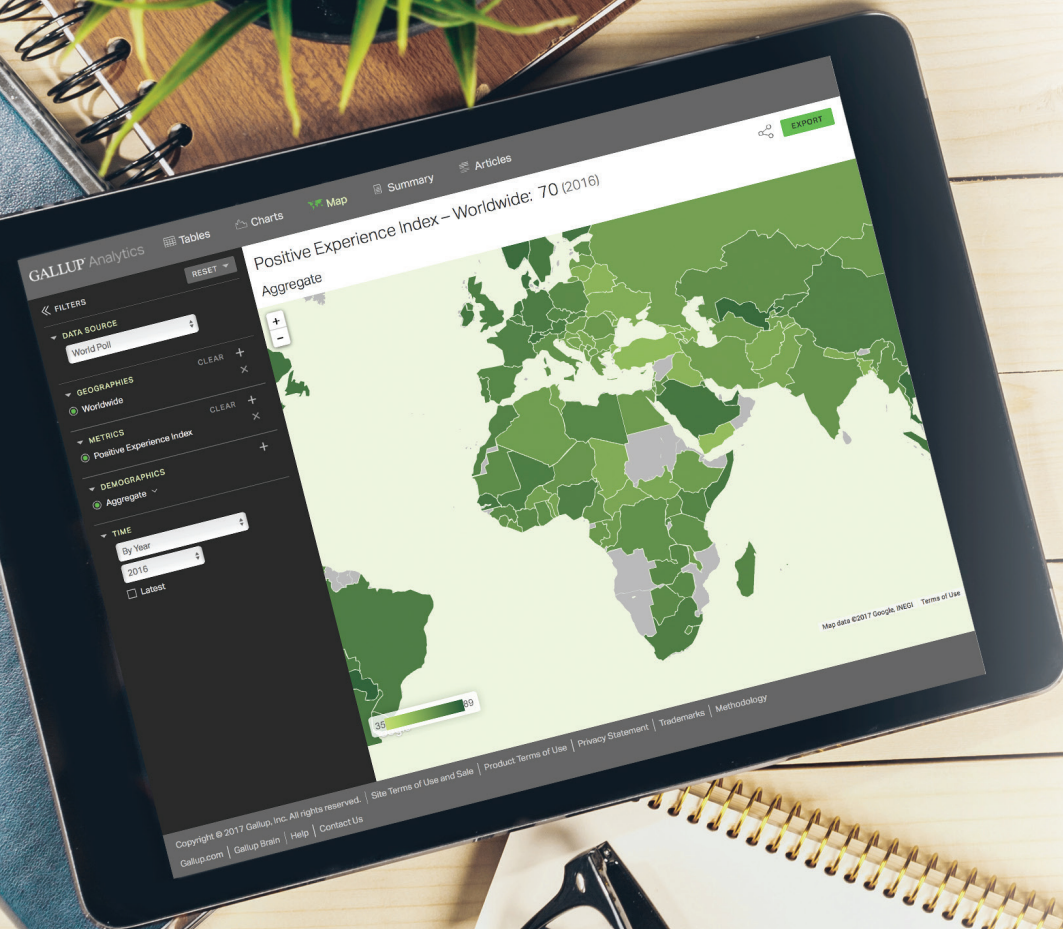 GALLUP Analytics
Tables
Charts
Map
Summary
Articles
FILTERS
RESET
DATA SOURCE
World Poll
GEOGRAPHIES
CLEAR +
Worldwide
×
METRICS
CLEAR +
Positive Experience Index
×
DEMOGRAPHICS
+
Aggregate
TIME
By Year
2016
Latest
Positive Experience Index – Worldwide: 70 (2016)
EXPORT
Aggregate
+
−
35
89
Map data ©2017 Google, INEGI
Terms of Use
Copyright © 2017 Gallup, Inc. All rights reserved. | Site Terms of Use and Sale | Product Terms of Use | Privacy Statement | Trademarks | Methodology
Gallup.com | Gallup Brain | Help | Contact Us